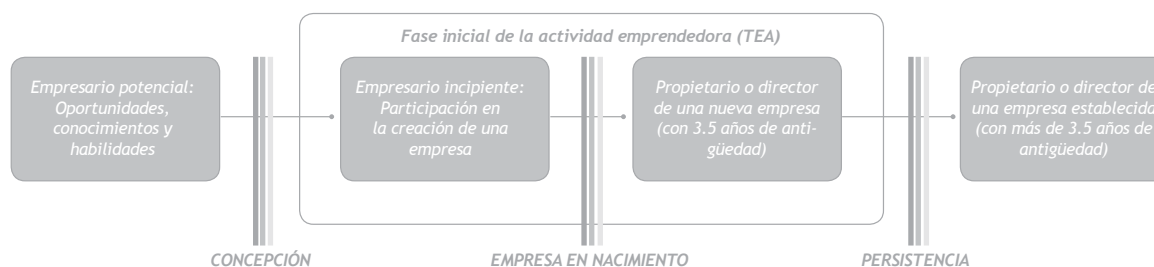 Fase inicial de la actividad emprendedora (TEA)
Empresario potencial:
Oportunidades,
conocimientos y
habilidades
Empresario incipiente:
Participación en
la creación de una
empresa
Propietario o director
de una nueva empresa
(con 3.5 años de anti-
güedad)
Propietario o director de
una empresa establecida
(con más de 3.5 años de
antigüedad)
CONCEPCIÓN
EMPRESA EN NACIMIENTO
PERSISTENCIA